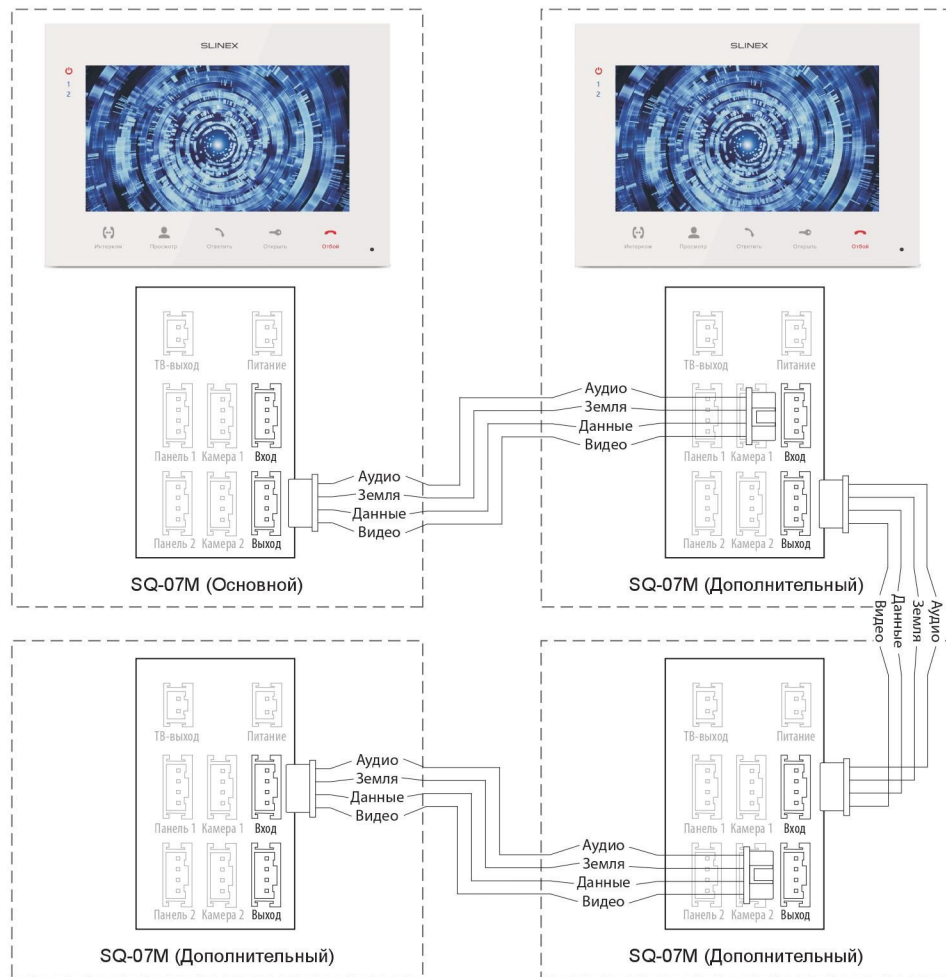 SLINEX
1
2
Интерком Просмотр Ответить Открыть Отбой
SLINEX
1
2
Интерком Просмотр Ответить Открыть Отбой
ТВ-выход Питание
Панель 1 Камера 1 Вход
Панель 2 Камера 2 Выход
Аудио
Земля
Данные
Видео
SQ-07M (Основной)
Аудио
Земля
Данные
Видео
ТВ-выход Питание
Панель 1 Камера 1 Вход
Панель 2 Камера 2 Выход
SQ-07M (Дополнительный)
Аудио
Земля
Данные
Видео
ТВ-выход Питание
Панель 1 Камера 1 Вход
Панель 2 Камера 2 Выход
Аудио
Земля
Данные
Видео
SQ-07M (Дополнительный)
Аудио
Земля
Данные
Видео
ТВ-выход Питание
Панель 1 Камера 1 Вход
Панель 2 Камера 2 Выход
SQ-07M (Дополнительный)